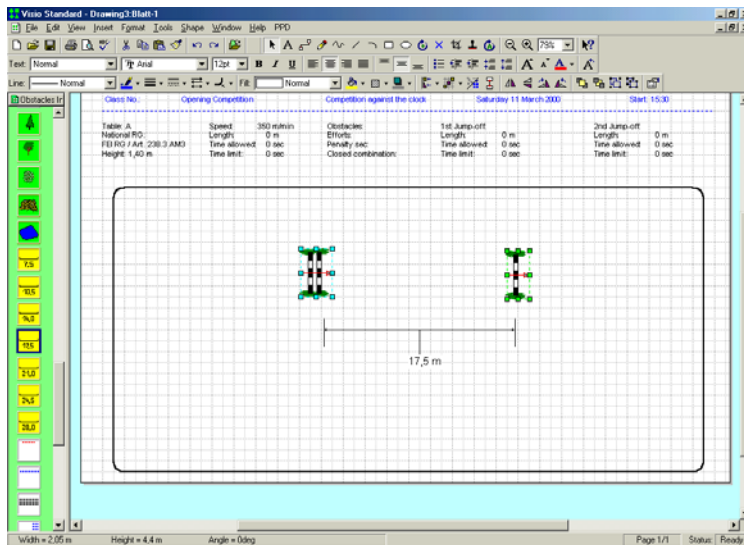 Visio Standard - Drawing3:Blatt-1
File Edit View Insert Format Tools Shape Window Help PPD
79%
Text: Normal Arial 12pt B I U
Line: Normal Fill: Normal
Obstacles Ir
Class No.: Opening Competition Competition against the clock Saturday 11 March 2000 Start: 15:30
Table: A Speed: 350 m/min Obstacles: 1st Jump-off: 2nd Jump-off:
National RG: Length: 0 m Efforts: Length: 0 m Length: 0 m
FEI RG / Art. 238.3 AM3 Time allowed: 0 sec Penalty sec: Time allowed: 0 sec Time allowed: 0 sec
Height: 1,40 m Time limit: 0 sec Closed combination: Time limit: 0 sec Time limit: 0 sec
7,5
10,5
14,0
17,5 m
21,0
24,5
28,0
Width = 2,05 m Height = 4,4 m Angle = 0deg Page 1/1 Status: Ready